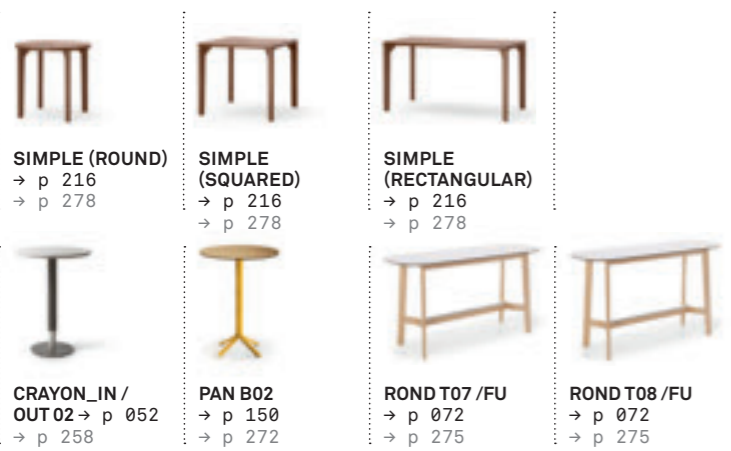 SIMPLE (ROUND)
→ p 216
→ p 278
SIMPLE
(SQUARED)
→ p 216
→ p 278
SIMPLE
(RECTANGULAR)
→ p 216
→ p 278
CRAYON_IN /
OUT 02 → p 052
→ p 258
PAN B02
→ p 150
→ p 272
ROND T07 /FU
→ p 072
→ p 275
ROND T08 /FU
→ p 072
→ p 275